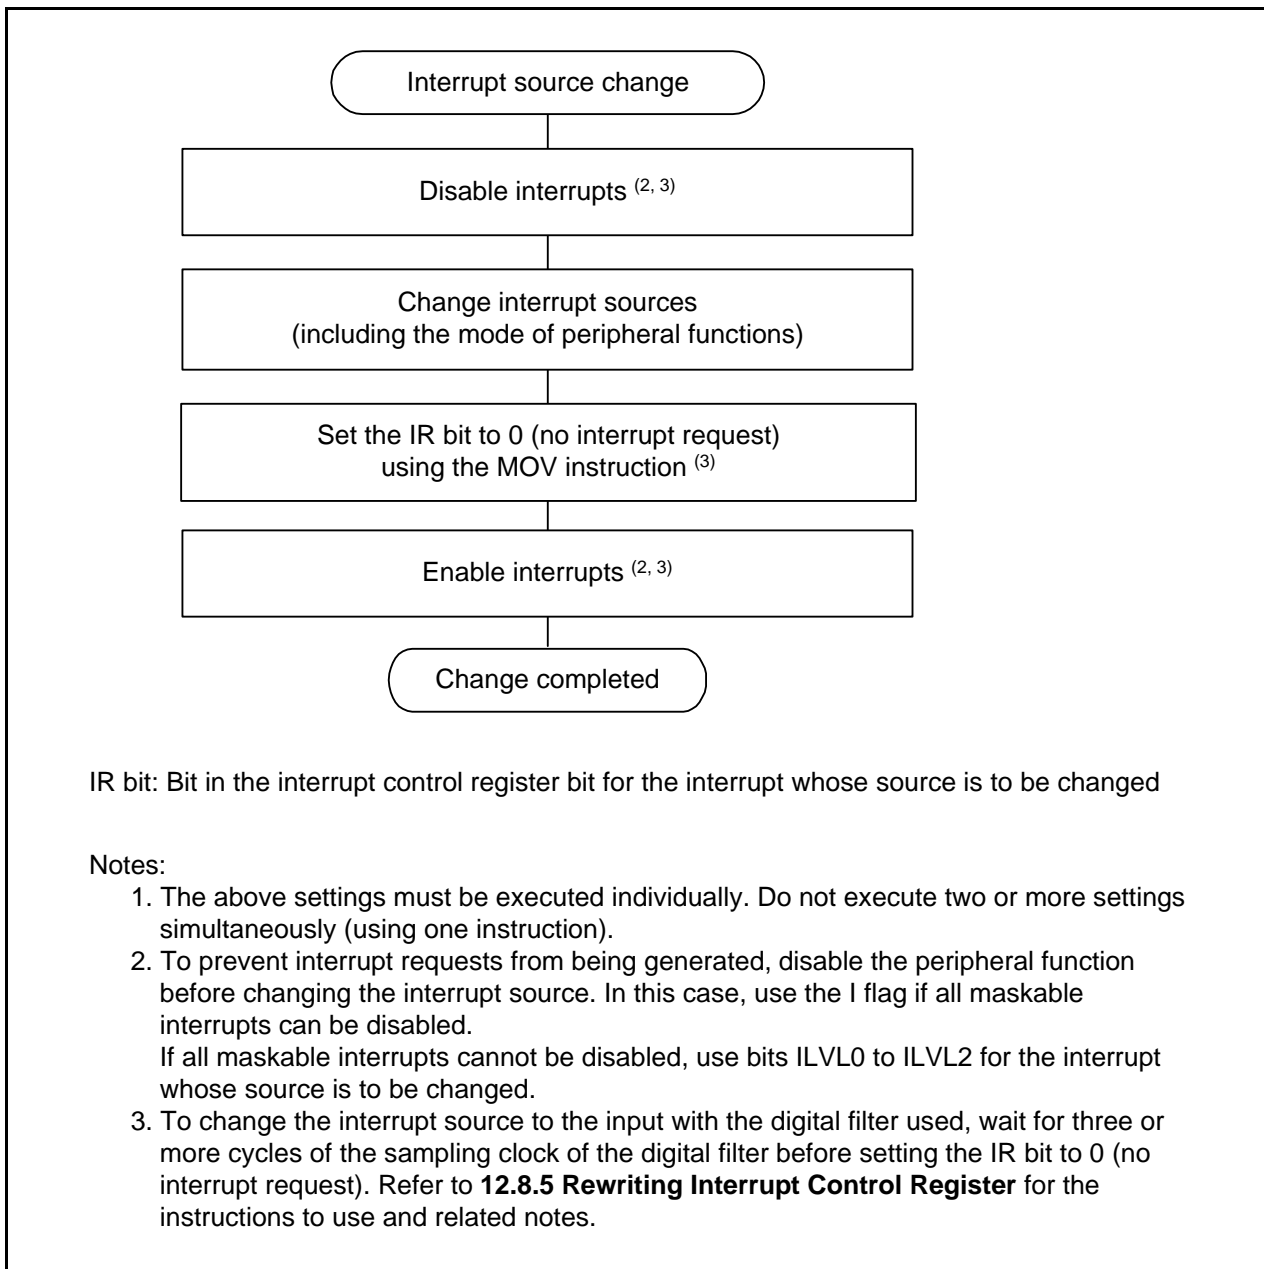 Interrupt source change
Disable interrupts (2, 3)
Change interrupt sources
(including the mode of peripheral functions)
Set the IR bit to 0 (no interrupt request)
using the MOV instruction (3)
Enable interrupts (2, 3)
Change completed
IR bit: Bit in the interrupt control register bit for the interrupt whose source is to be changed
Notes:
1. The above settings must be executed individually. Do not execute two or more settings
simultaneously (using one instruction).
2. To prevent interrupt requests from being generated, disable the peripheral function
before changing the interrupt source. In this case, use the I flag if all maskable
interrupts can be disabled.
If all maskable interrupts cannot be disabled, use bits ILVL0 to ILVL2 for the interrupt
whose source is to be changed.
3. To change the interrupt source to the input with the digital filter used, wait for three or
more cycles of the sampling clock of the digital filter before setting the IR bit to 0 (no
interrupt request). Refer to 12.8.5 Rewriting Interrupt Control Register for the
instructions to use and related notes.